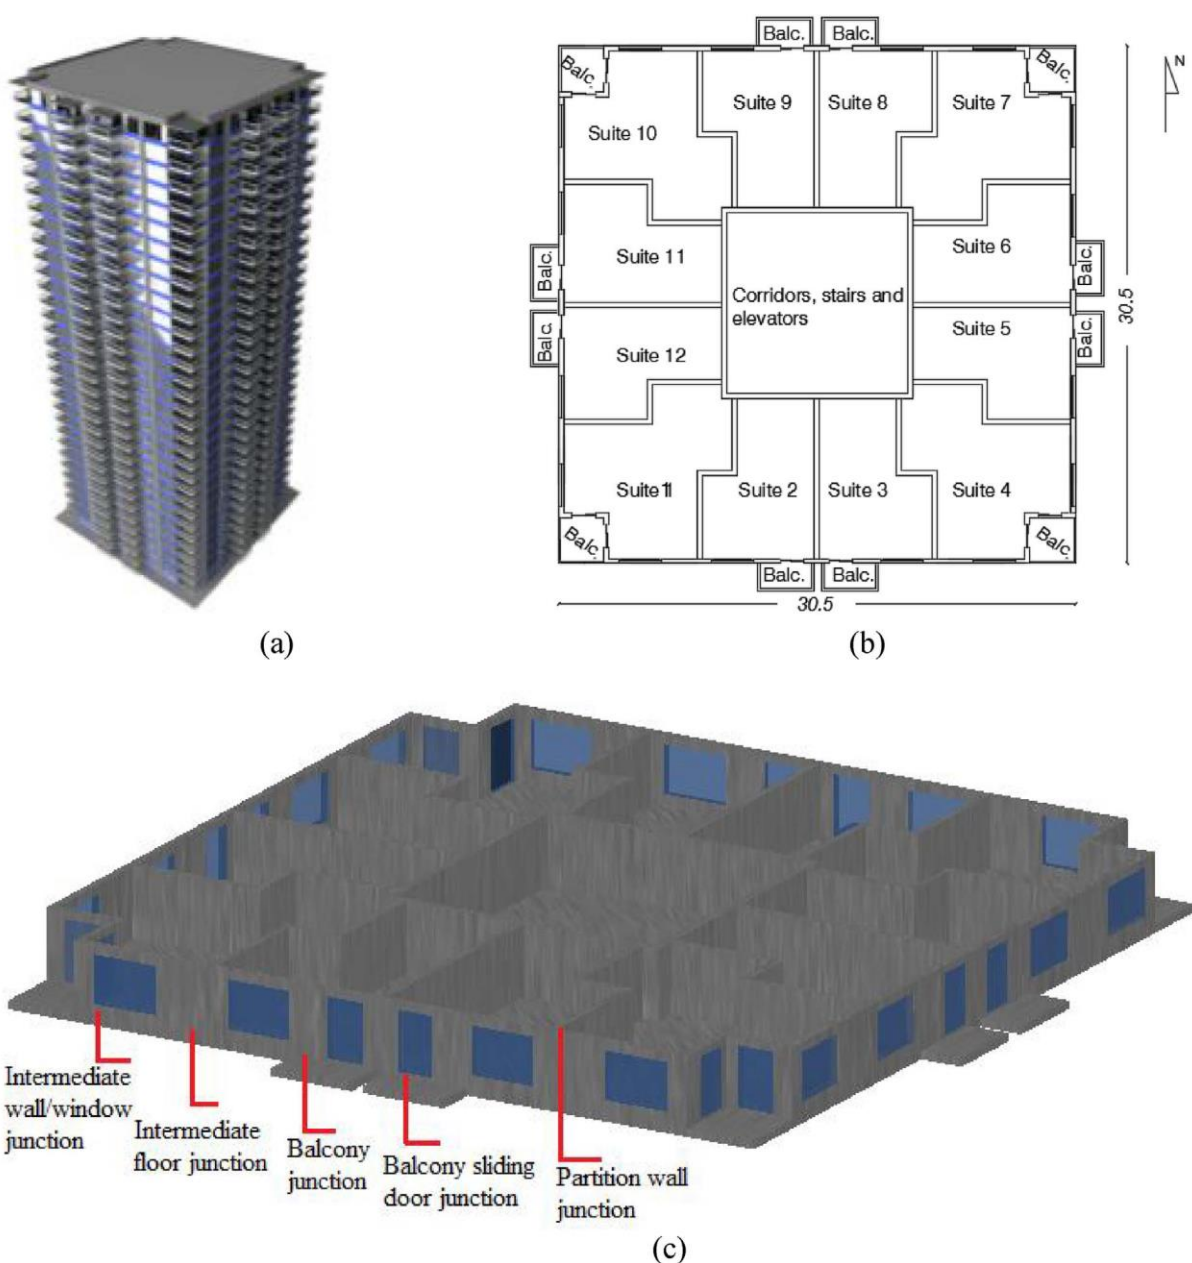 Balc.
Balc.
N
Balc.
Balc.
Suite 9
Suite 8
Suite 7
Suite 10
Suite 6
Suite 11
Balc.
Balc.
Corridors, stairs and
elevators
30.5
Suite 5
Balc.
Balc.
Suite 12
Suite 1
Suite 2
Suite 3
Suite 4
Balc.
Balc.
Balc.
Balc.
30.5
(a)
(b)
Intermediate
wall/window
junction
Intermediate
floor junction
Balcony
junction
Balcony sliding
door junction
Partition wall
junction
(c)